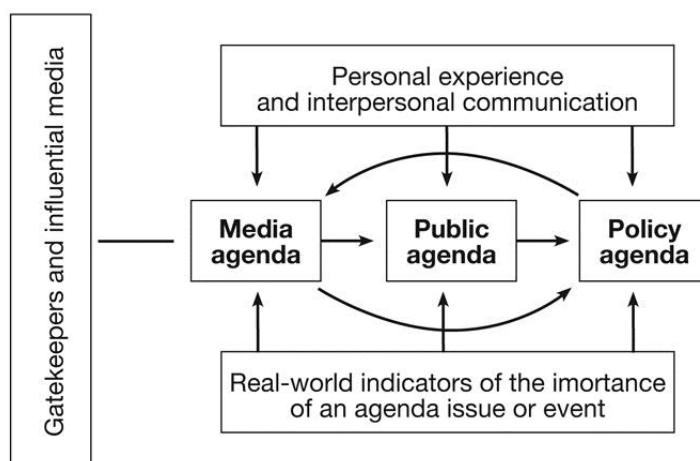 Gatekeepers and influential media
Personal experience
and interpersonal communication
Media
agenda
Public
agenda
Policy
agenda
Real-world indicators of the imortance
of an agenda issue or event